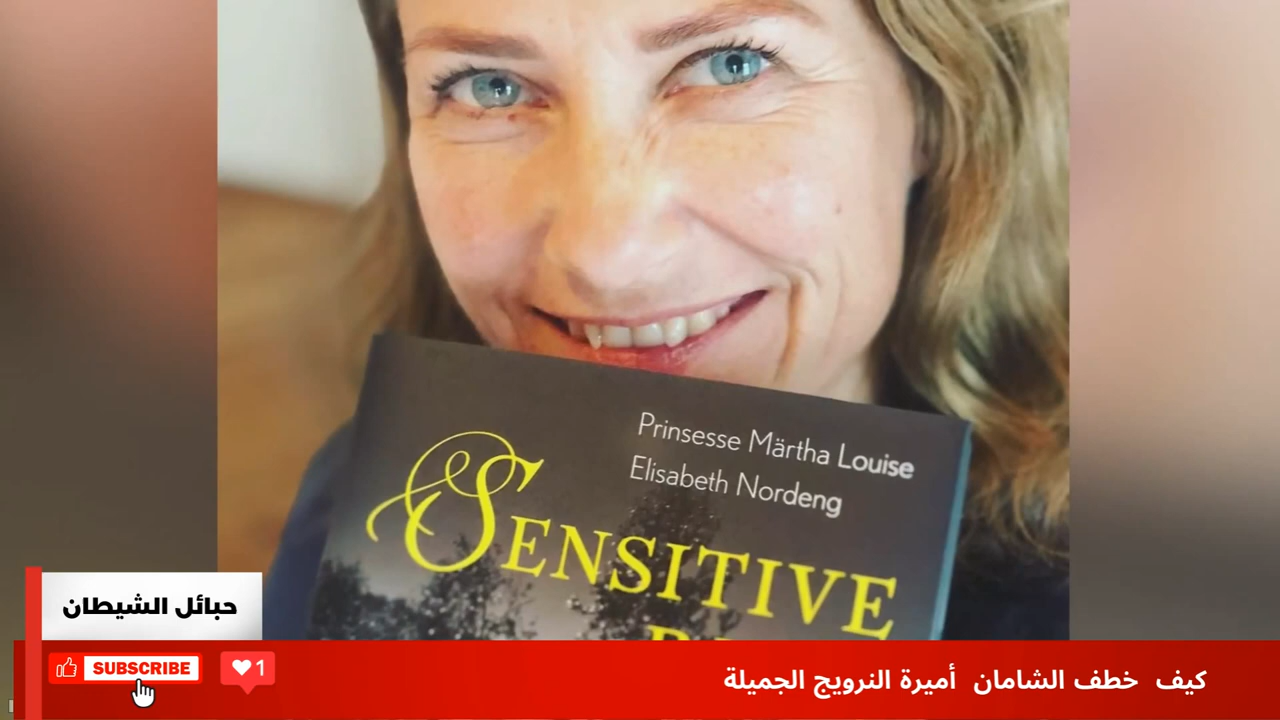 Prinsesse Märtha Louise
Elisabeth Nordeng
SENSITIVE
حبائل الشيطان
SUBSCRIBE
1
كيف خطف الشامان أميرة النرويج الجميلة